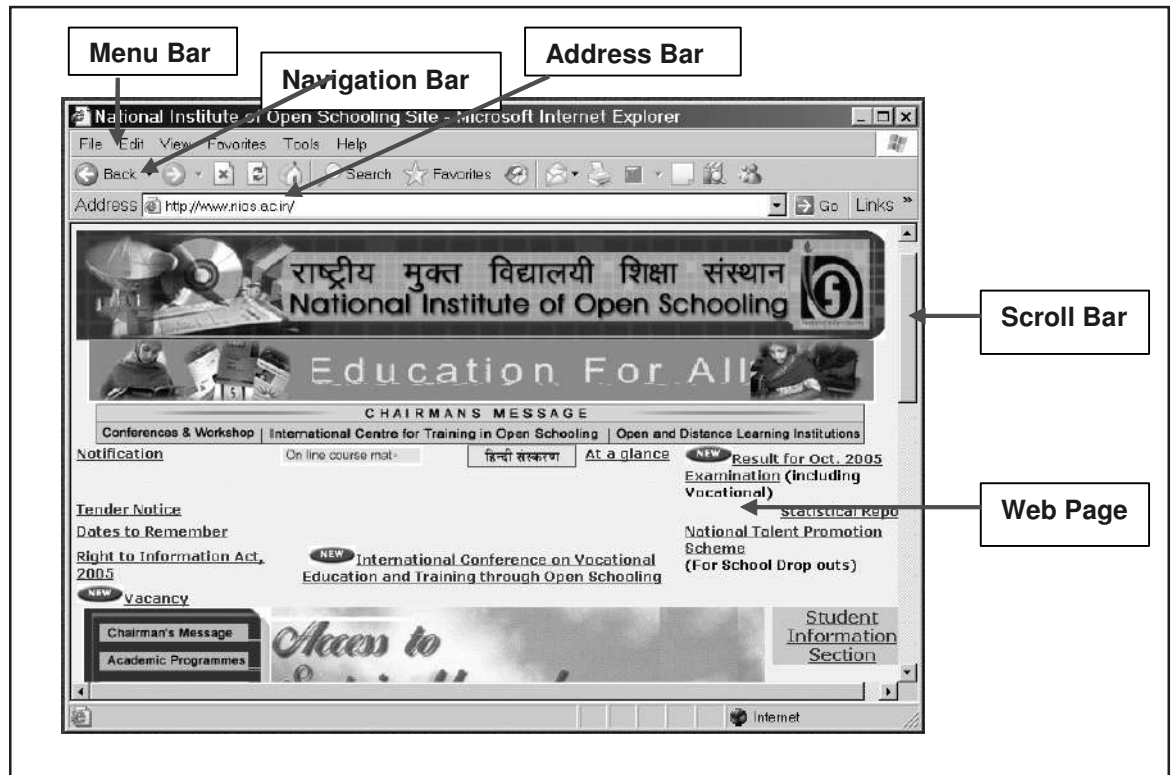 Menu Bar
Address Bar
Navigation Bar
National Institute of Open Schooling Site - Microsoft Internet Explorer
File Edit View Favorites Tools Help
Back Search Favorites
Address http://www.nios.ac.in/ Go Links »
राष्ट्रीय मुक्त विद्यालयी शिक्षा संस्थान
National Institute of Open Schooling
Scroll Bar
Education For All
CHAIRMANS MESSAGE
Conferences & Workshop | International Centre for Training in Open Schooling | Open and Distance Learning Institutions
Notification
On line course mat
हिन्दी संस्करण
At a glance
NEW Result for Oct. 2005
Examination (including
Vocational)
Tender Notice
Statistical Repo
Web Page
Dates to Remember
National Talent Promotion
Scheme
(For School Drop outs)
Right to Information Act,
2005
NEW International Conference on Vocational
Education and Training through Open Schooling
NEW Vacancy
Chairman's Message
Academic Programmes
Access to
Student
Information
Section
Internet